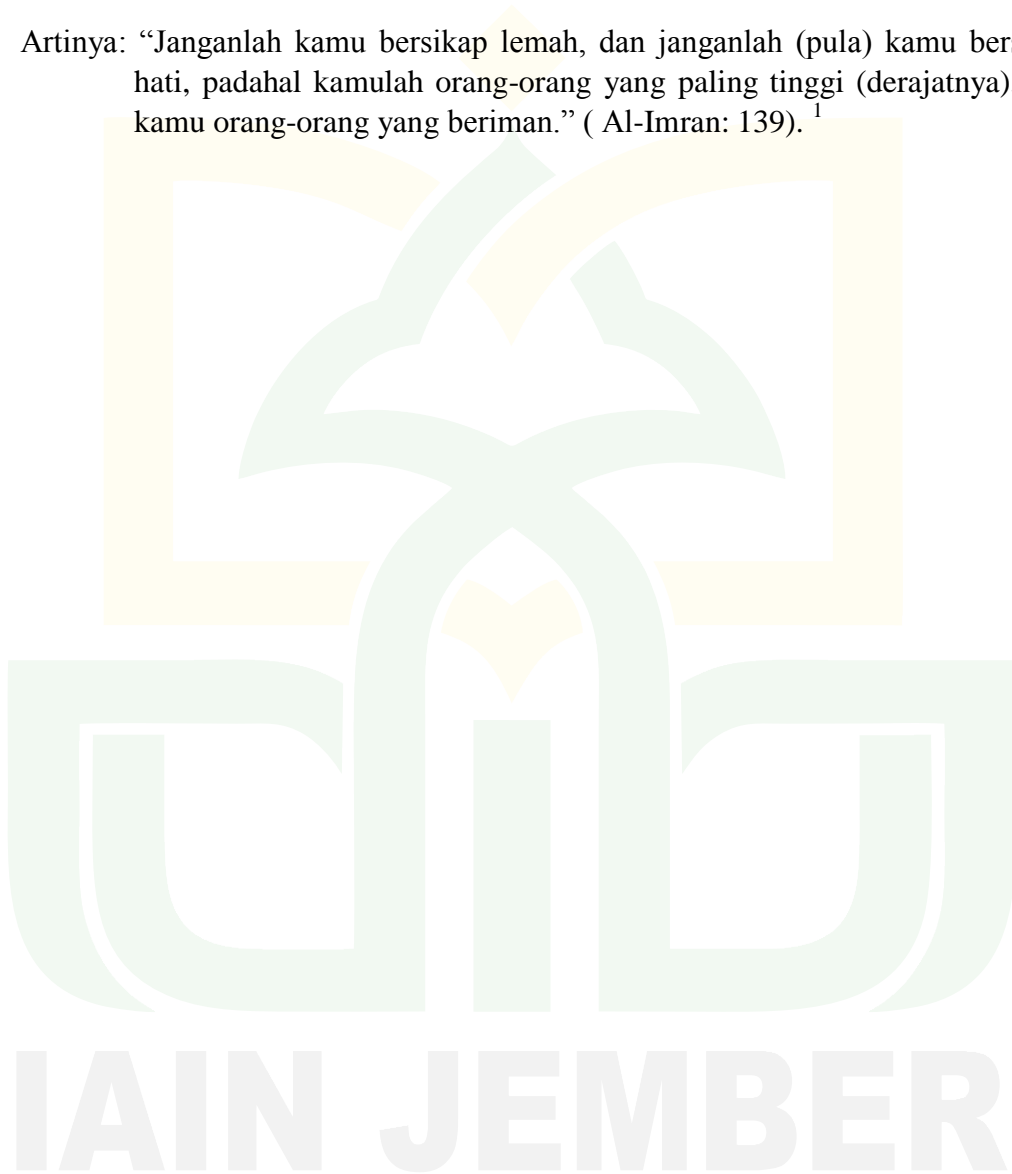 Artinya: “Janganlah kamu bersikap lemah, dan janganlah (pula) kamu
hati, padahal kamulah orang-orang yang paling tinggi (derajatnya)
kamu orang-orang yang beriman.” ( Al-Imran: 139). 1
IAIN JEMBER